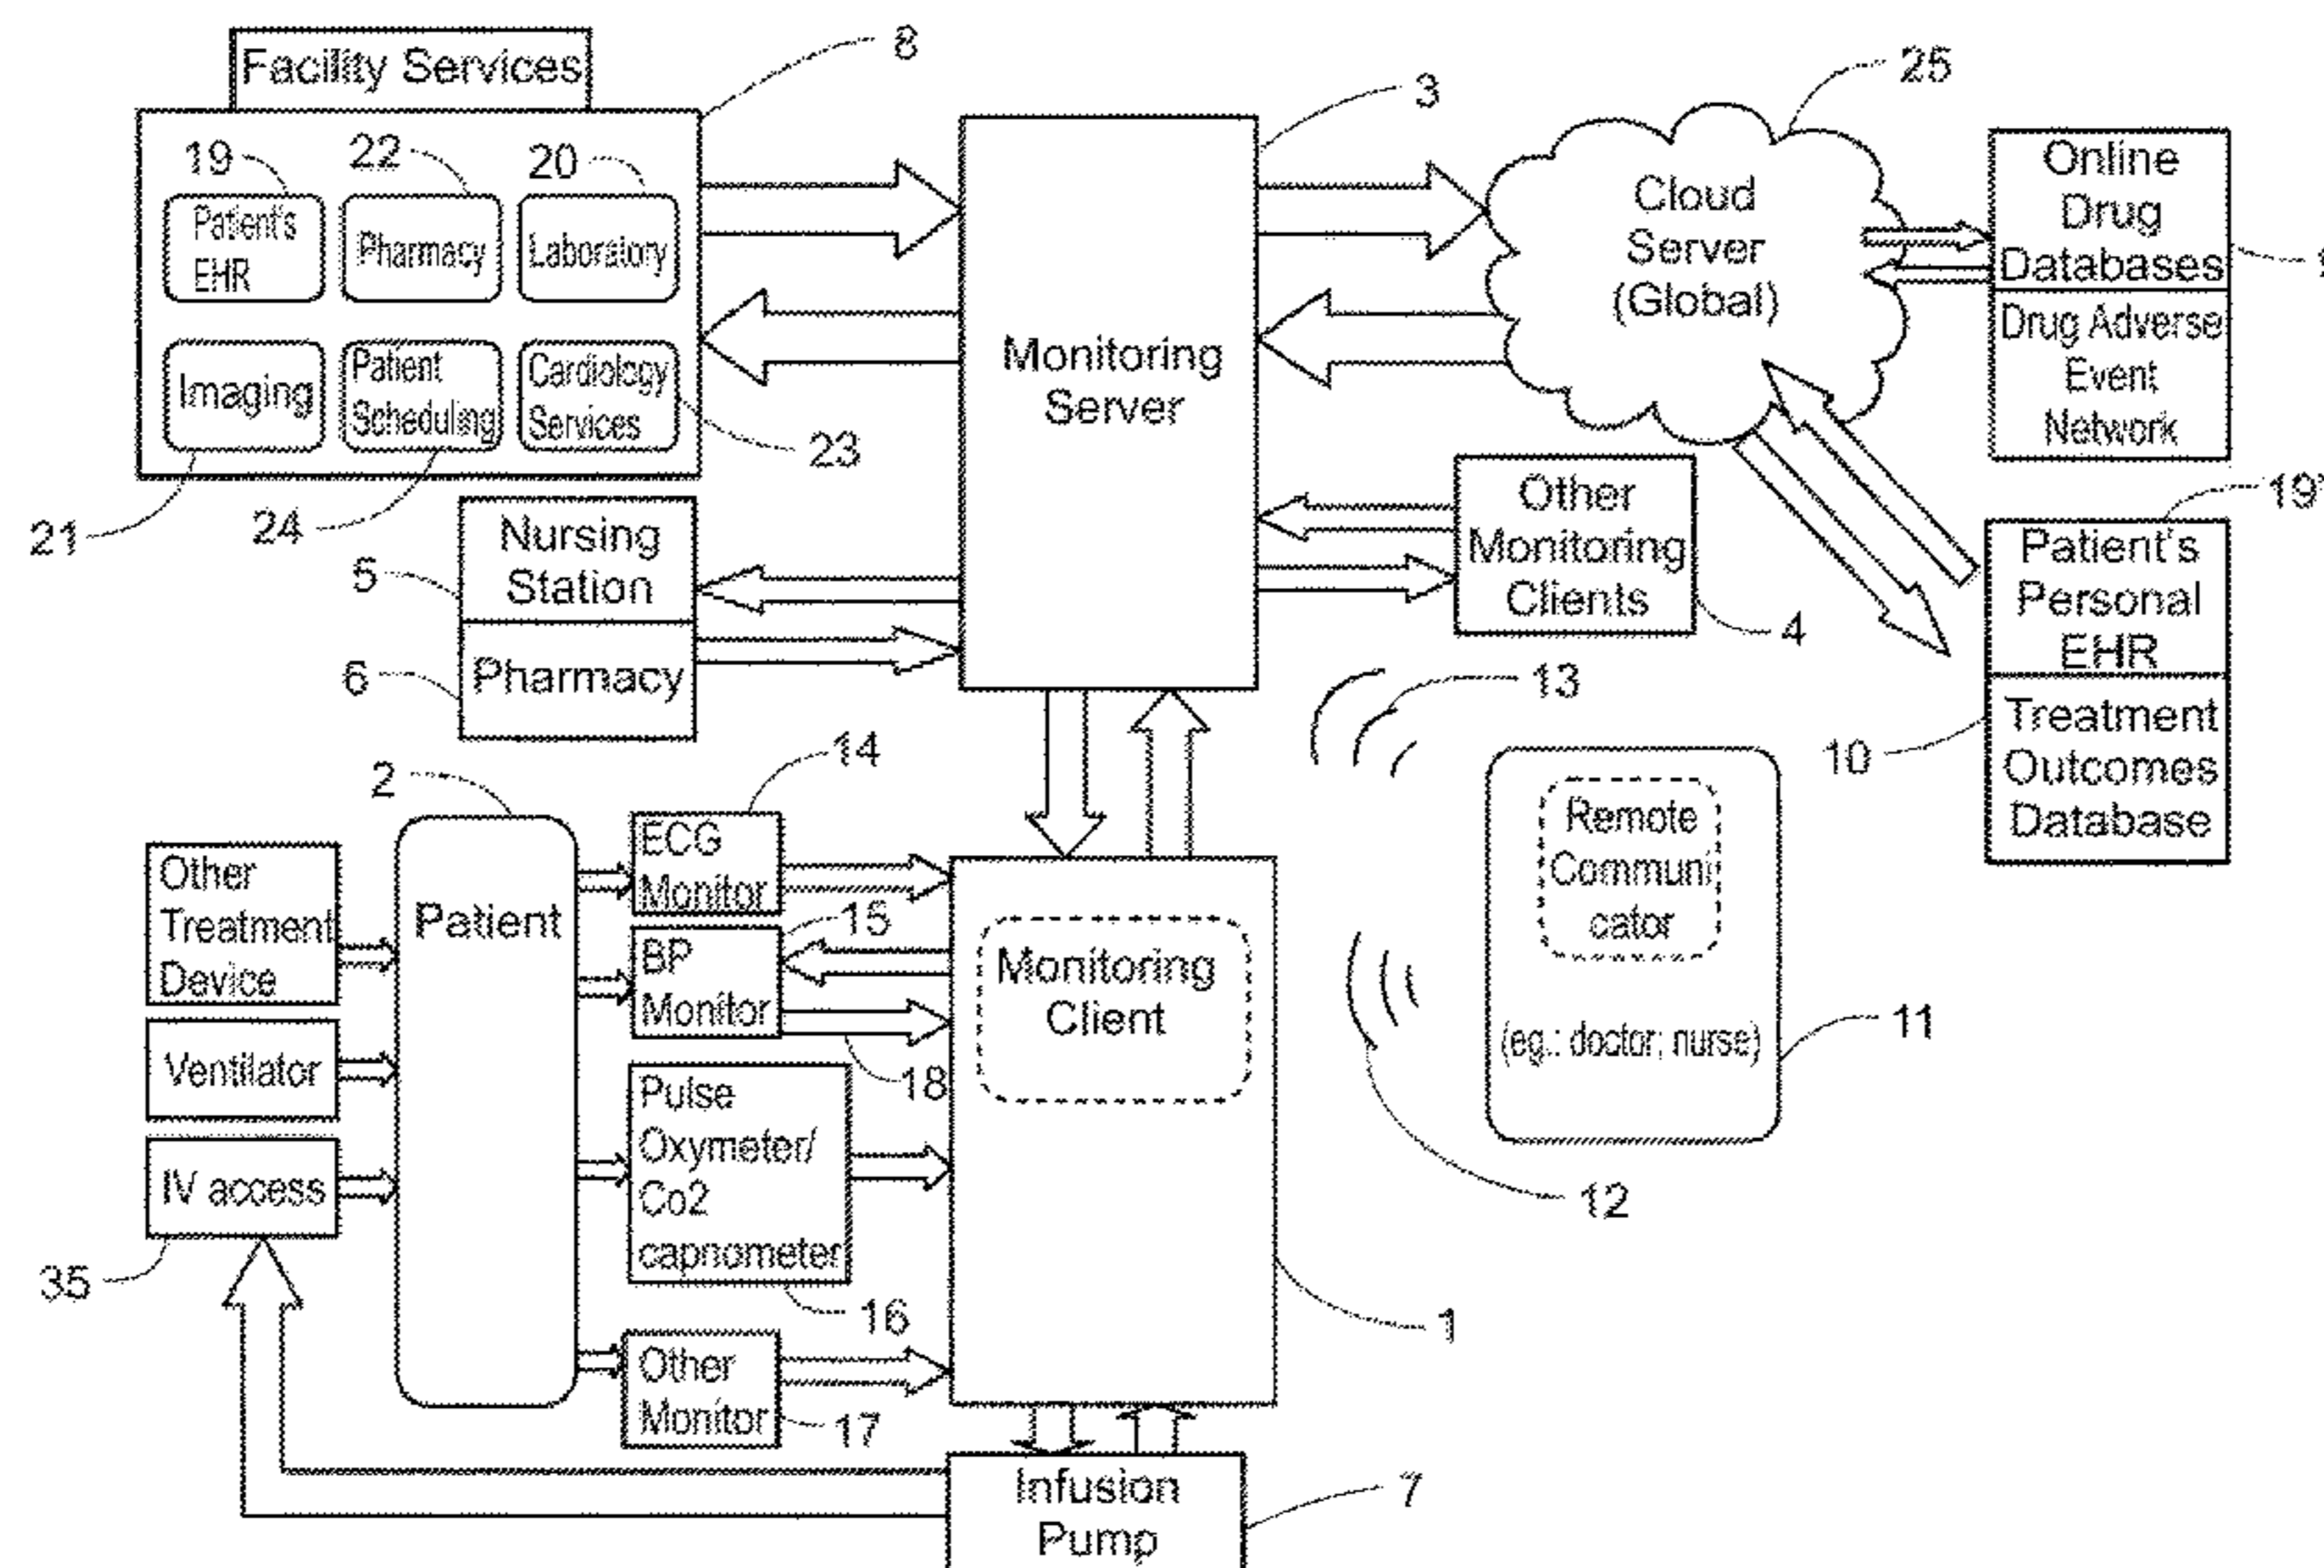 Facility Services
8
19
22
20
Patient's
EHR
Pharmacy
Laboratory
Imaging
Patient
Scheduling
Cardiology
Services
21
24
23
3
Monitoring
Server
25
Cloud
Server
(Global)
Online
Drug
Databases
Drug Adverse
Event
Network
Nursing
Station
5
Pharmacy
6
Other
Monitoring
Clients
4
19'
Patient's
Personal
EHR
Treatment
Outcomes
Database
10
13
2
14
Other
Treatment
Device
Ventilator
IV access
35
Patient
ECG
Monitor
15
BP
Monitor
18
Pulse
Oxymeter/
Co2
capnometer
16
Other
Monitor
17
Monitoring
Client
1
Remote
Communi
cator
(eg.: doctor; nurse)
11
12
Infusion
Pump
7